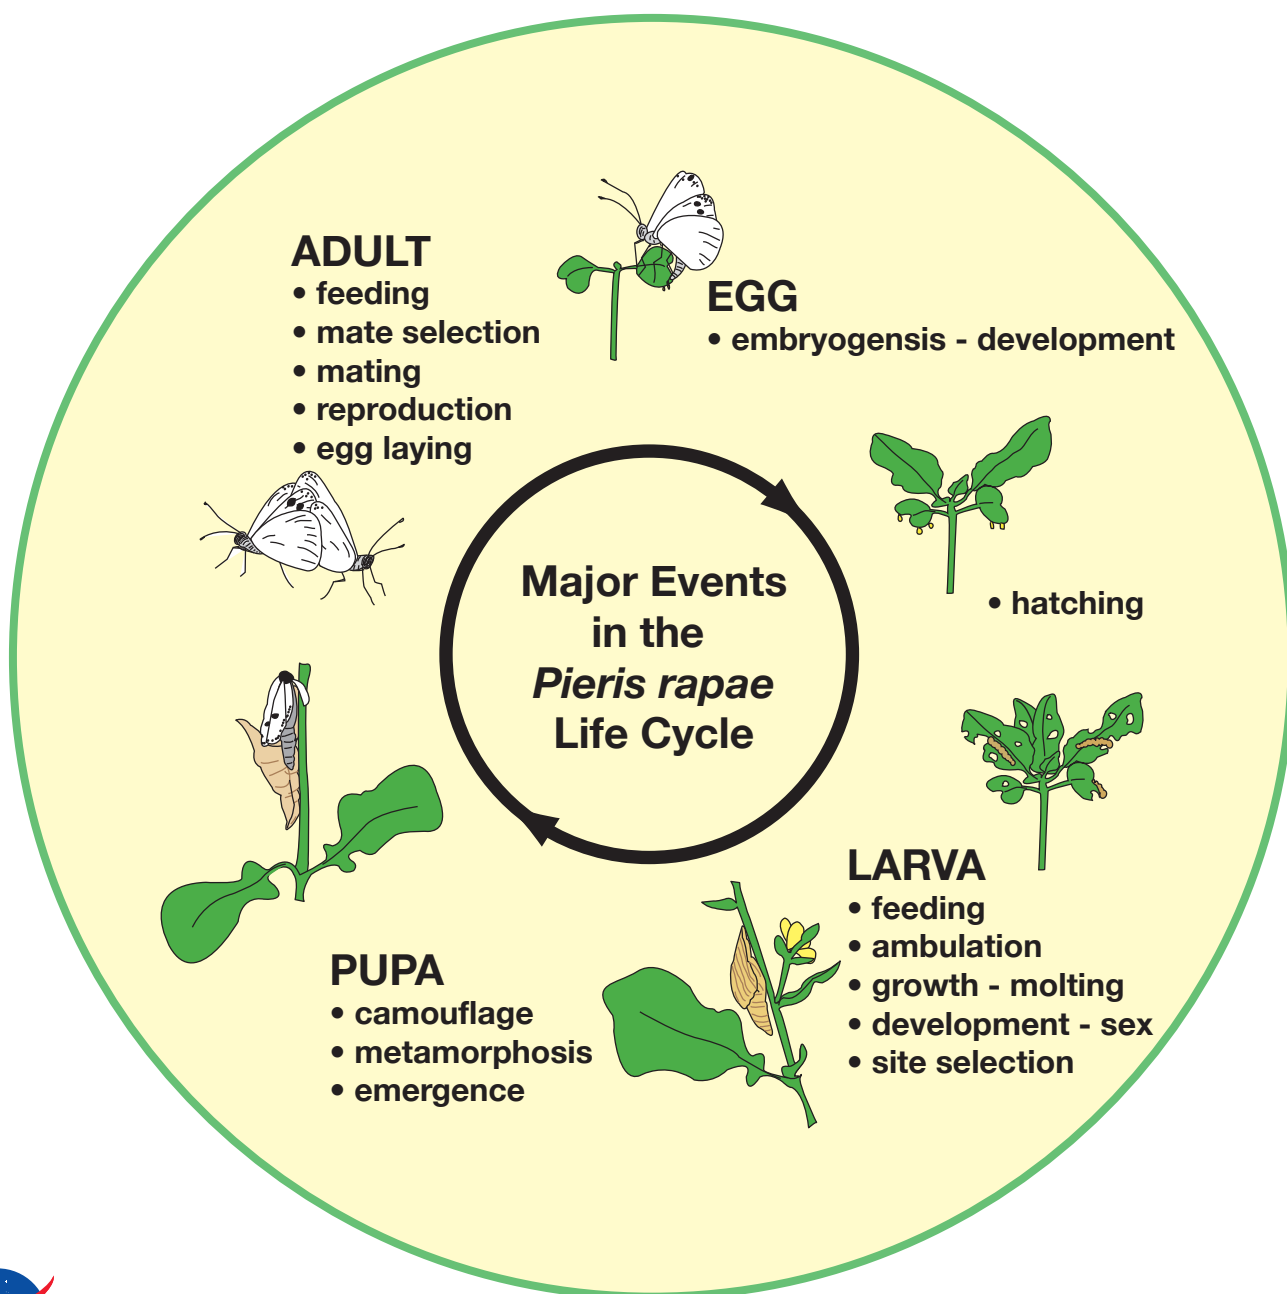 ADULT
• feeding
• mate selection
• mating
• reproduction
• egg laying
EGG
• embryogensis - development
• hatching
Major Events
in the
Pieris rapae
Life Cycle
LARVA
• feeding
• ambulation
• growth - molting
• development - sex
• site selection
PUPA
• camouflage
• metamorphosis
• emergence